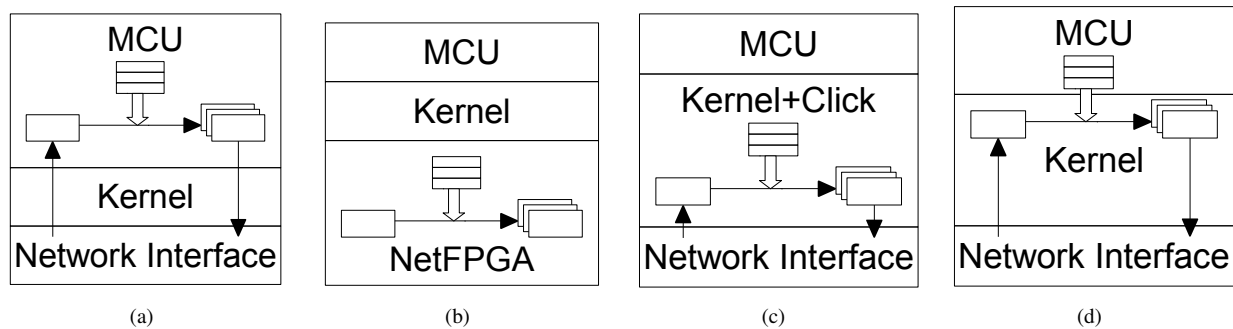 MCU
Kernel
Network Interface
(a)
MCU
Kernel
NetFPGA
(b)
MCU
Kernel+Click
Network Interface
(c)
MCU
Kernel
Network Interface
(d)